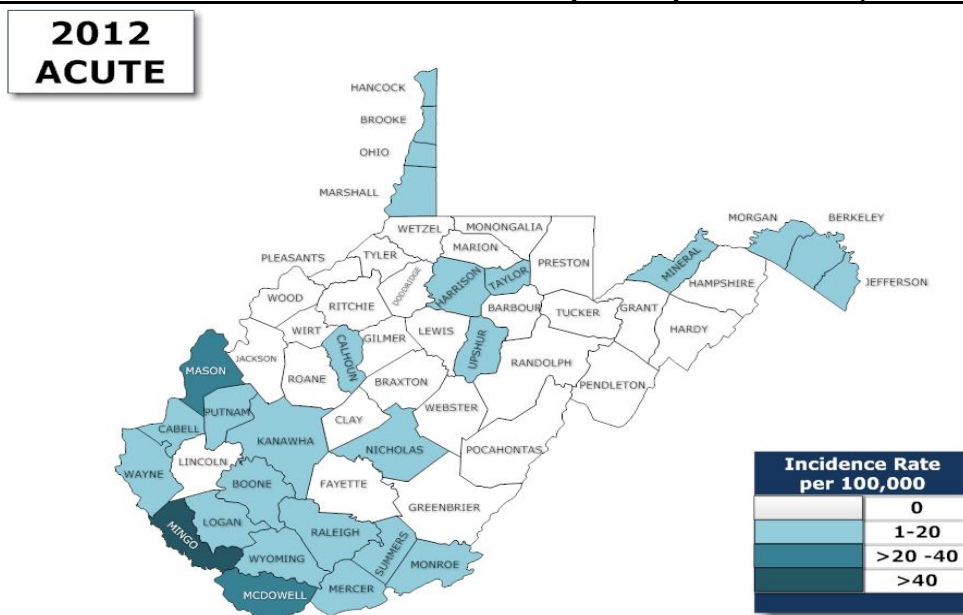 2012
ACUTE
HANCOCK
BROOKE
OHIO
MARSHALL
WETZEL
MONONGALIA
MORGAN
BERKELEY
MARION
PLEASANTS
TYLER
PRESTON
MINERAL
JEFFERSON
DODDRIDGE
HARRISON
TAYLOR
HAMPSHIRE
WOOD
RITCHIE
BARBOUR
TUCKER
GRANT
WIRT
GILMER
LEWIS
HARDY
JACKSON
CALHOUN
UPSHUR
RANDOLPH
MASON
ROANE
BRAXTON
PENDLETON
PUTNAM
WEBSTER
CABELL
CLAY
KANAWHA
NICHOLAS
POCAHONTAS
LINCOLN
WAYNE
BOONE
FAYETTE
GREENBRIER
MINGO
LOGAN
RALEIGH
WYOMING
SUMMERS
MONROE
MCDOWELL
MERCER
Incidence Rate
per 100,000
0
1-20
>20 -40
>40